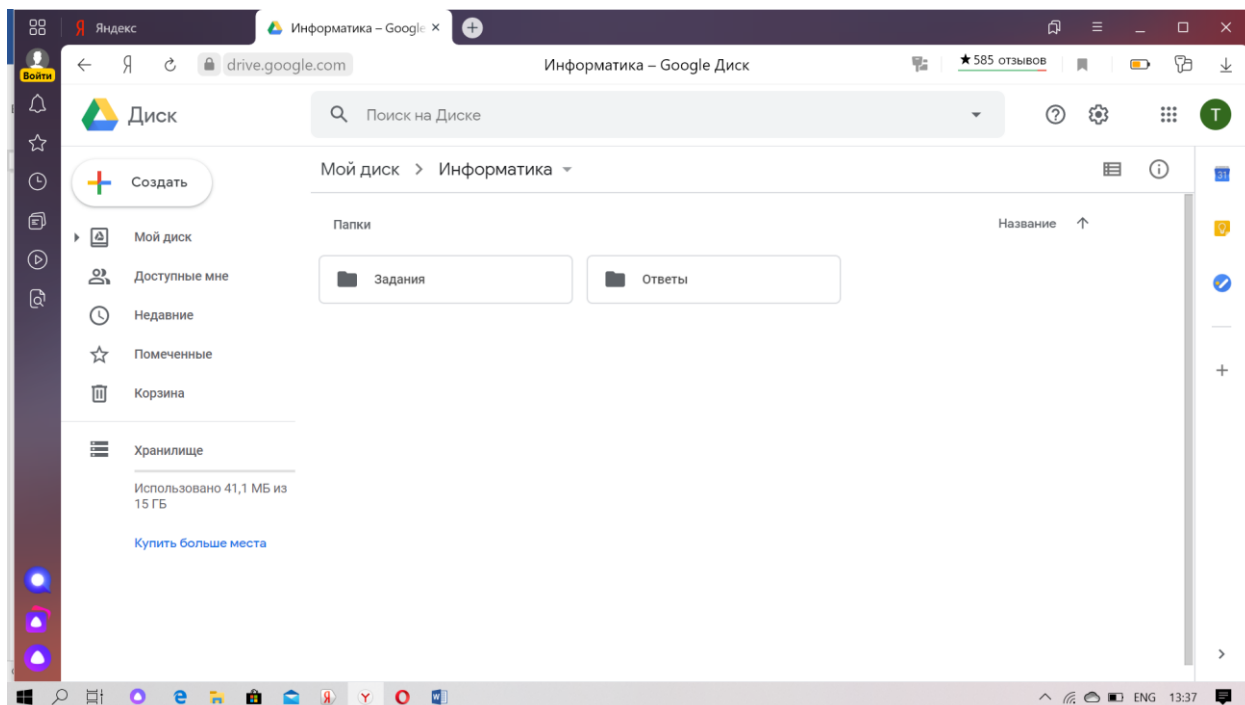 Яндекс
Информатика – Google
Войти
Я
drive.google.com
Информатика – Google Диск
★585 отзывов
Диск
Поиск на Диске
T
Создать
Мой диск > Информатика
31
Папки
Название
Мой диск
Задания
Ответы
Доступные мне
Недавние
Помеченные
Корзина
Хранилище
Использовано 41,1 МБ из
15 ГБ
Купить больше места
ENG 13:37